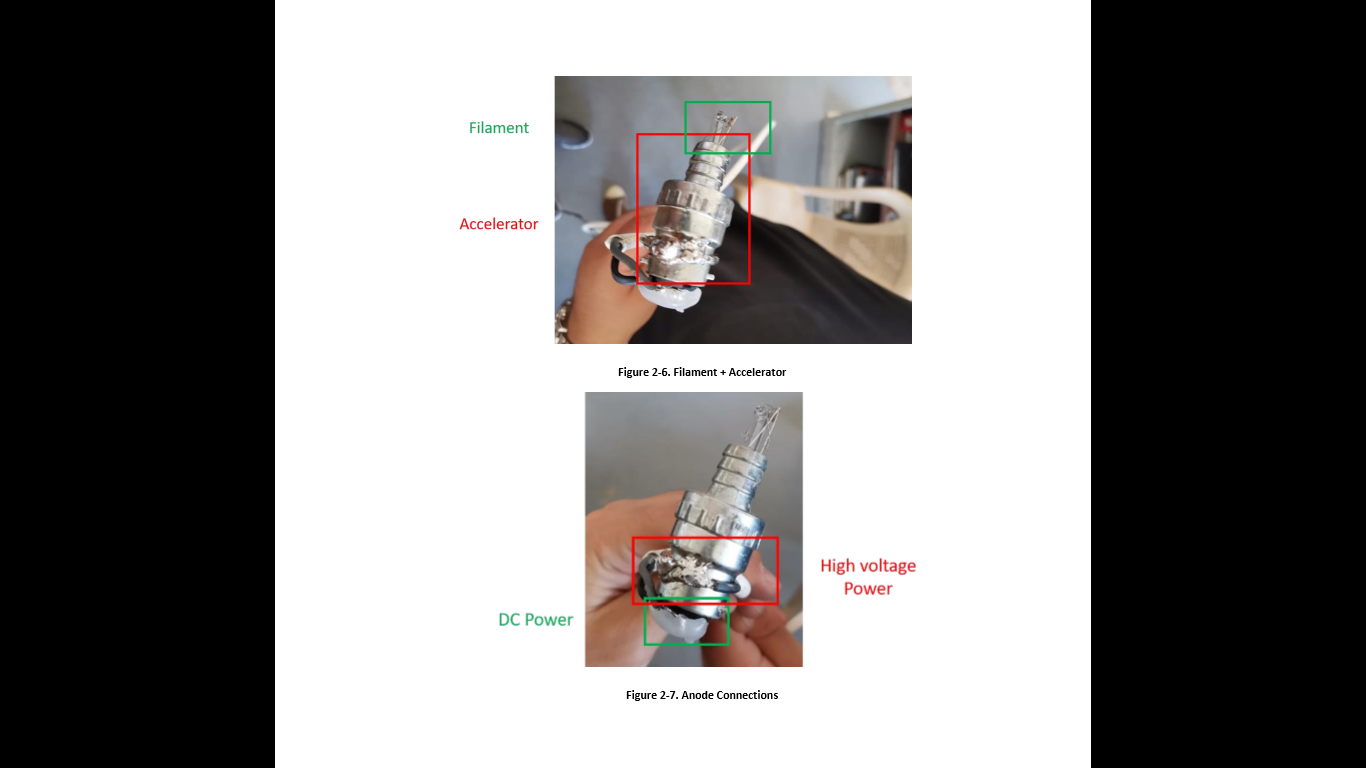 Filament
Accelerator
Figure 2-6. Filament + Accelerator
High voltage
Power
DC Power
Figure 2-7. Anode Connections